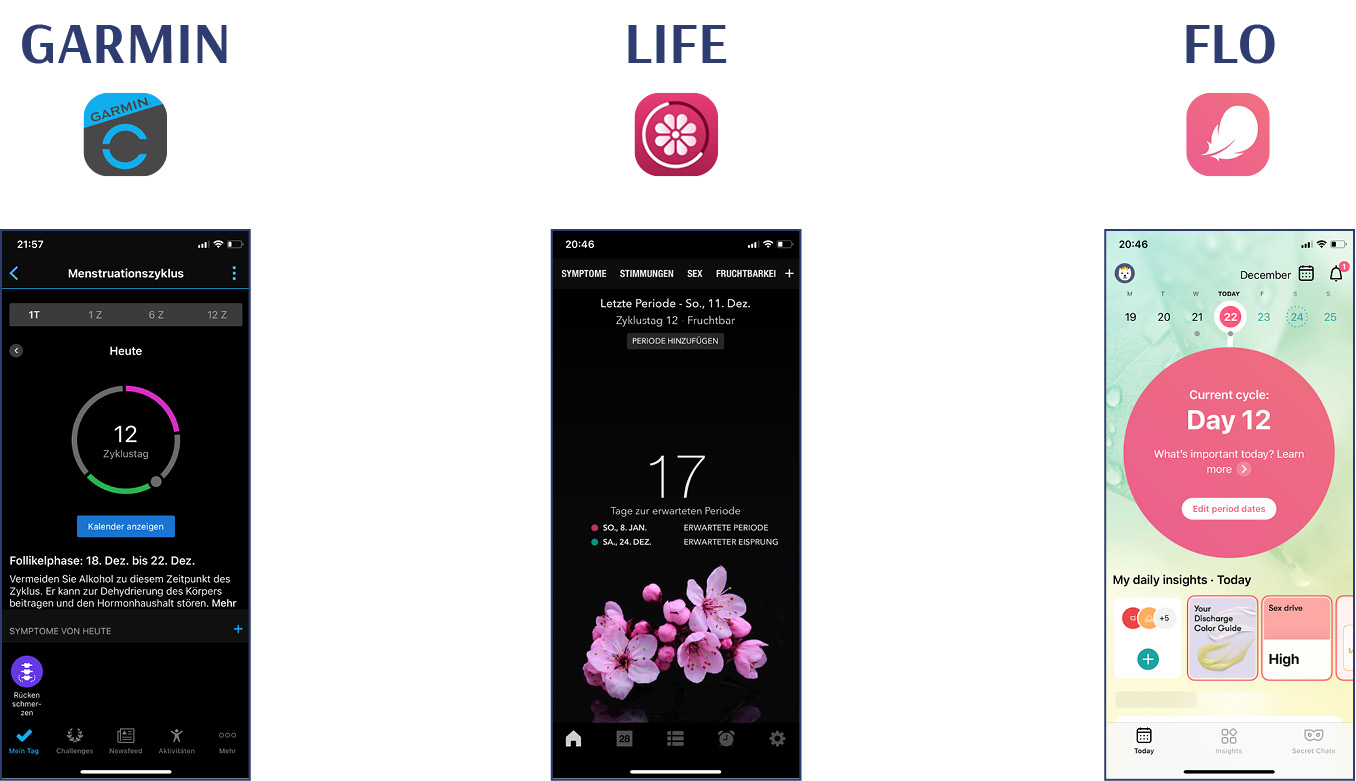 GARMIN
LIFE
FLO
GARMIN
21:57
Menstruationszyklus
1T
1 Z
6 Z
12 Z
Heute
12
Zyklustag
Kalender anzeigen
Follikelphase: 18. Dez. bis 22. Dez.
Vermeiden Sie Alkohol zu diesem Zeitpunkt des
Zyklus. Er kann zur Dehydrierung des Körpers
beitragen und den Hormonhaushalt stören. Mehr
SYMPTOME VON HEUTE
Rücken
schmer-
zen
Mein Tag
Challenges
Newsfeed
Aktivitäten
Mehr
20:46
SYMPTOME
STIMMUNGEN
SEX
FRUCHTBARKEI
+
Letzte Periode - So., 11. Dez.
Zyklustag 12 · Fruchtbar
PERIODE HINZUFÜGEN
17
Tage zur erwarteten Periode
SO., 8. JAN. ERWARTETE PERIODE
SA., 24. DEZ. ERWARTETER EISPRUNG
28
20:46
December
1
M T W TODAY F S S
19 20 21 22 23 24 25
Current cycle:
Day 12
What's important today? Learn
more
Edit period dates
My daily insights · Today
+5
Your
Discharge
Color Guide
Sex drive
High
M
Today
Insights
Secret Chats